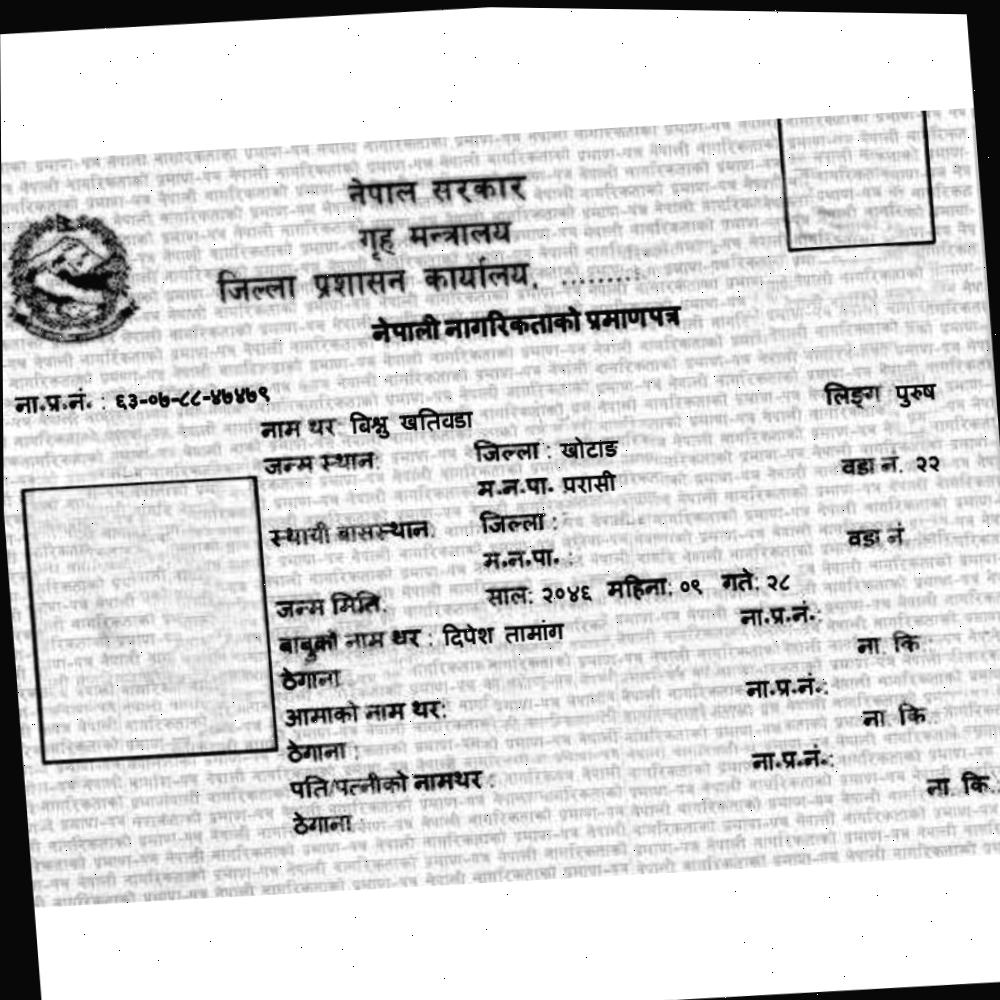 नेपाल सरकार
गृह मन्त्रालय
जिल्ला प्रशासन कार्यालय, .........
नेपाली नागरिकताको प्रमाणपत्र
ना.प्र.नं. : ६३-०७-८८-४७४७९
लिङ्ग पुरुष
नाम थर: बिश्नु खतिवडा
जन्म स्थान: जिल्ला : खोटाङ
वडा नं. २२
म.न.पा. प्ररासी
स्थायी बासस्थान: जिल्ला :
वडा नं
म.न.पा. :
जन्म मिति: साल: २०४६ महिना: ०९ गते: २८
बाबुको नाम थर : दिपेश तामांग
ना.प्र.नं.:
ठेगाना
ना. कि :
आमाको नाम थर:
ना.प्र.नं.:
ठेगाना :
ना. कि. :
पति/पत्नीको नामथर :
ना.प्र.नं.:
ठेगाना :
ना. कि. :